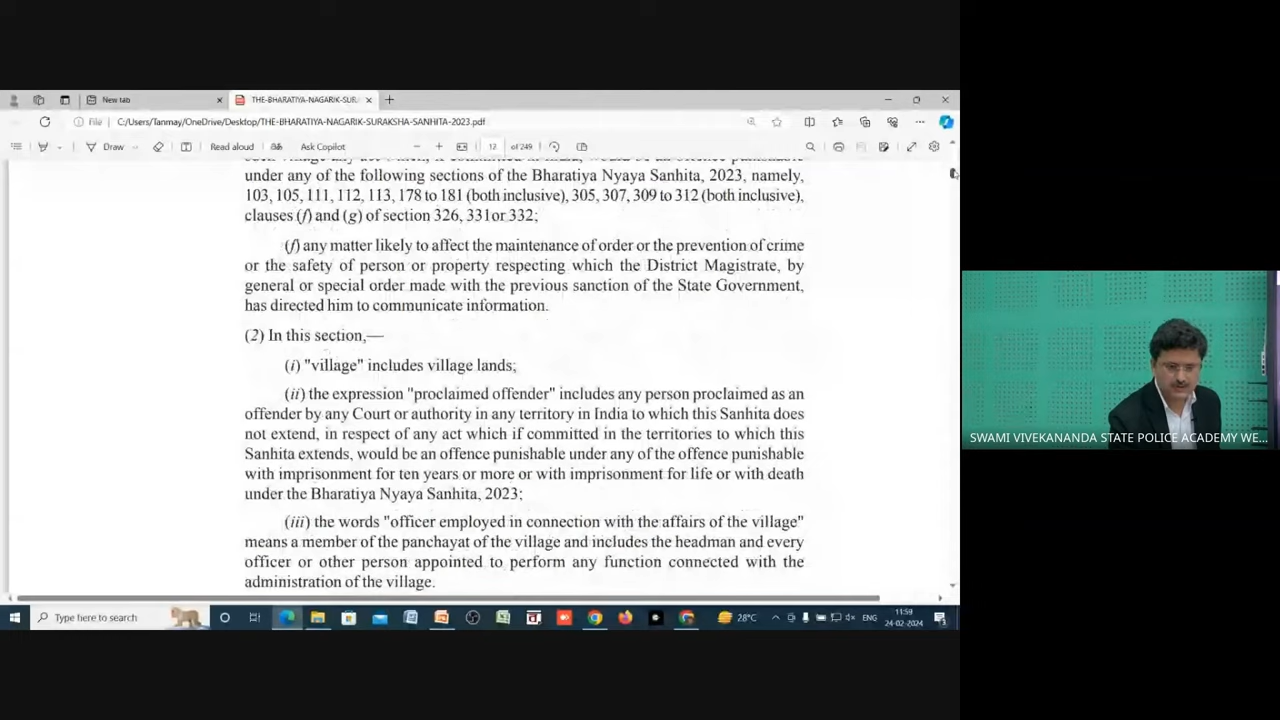 New tab
THE-BHARATIYA-NAGARIK-SUR
File C:/Users/Tanmay/OneDrive/Desktop/THE-BHARATIYA-NAGARIK-SURAKSHA-SANHITA-2023.pdf
Draw Read aloud Ask Copilot 12 of 249
under any of the following sections of the Bharatiya Nyaya Sanhita, 2023, namely,
103, 105, 111, 112, 113, 178 to 181 (both inclusive), 305, 307, 309 to 312 (both inclusive),
clauses (f) and (g) of section 326, 331or 332;
(f) any matter likely to affect the maintenance of order or the prevention of crime
or the safety of person or property respecting which the District Magistrate, by
general or special order made with the previous sanction of the State Government,
has directed him to communicate information.
(2) In this section,—
(i) "village" includes village lands;
(ii) the expression "proclaimed offender" includes any person proclaimed as an
offender by any Court or authority in any territory in India to which this Sanhita does
not extend, in respect of any act which if committed in the territories to which this
Sanhita extends, would be an offence punishable under any of the offence punishable
with imprisonment for ten years or more or with imprisonment for life or with death
under the Bharatiya Nyaya Sanhita, 2023;
(iii) the words "officer employed in connection with the affairs of the village"
means a member of the panchayat of the village and includes the headman and every
officer or other person appointed to perform any function connected with the
administration of the village.
SWAMI VIVEKANANDA STATE POLICE ACADEMY WE...
Type here to search
28°C ENG 11:59
24-02-2024